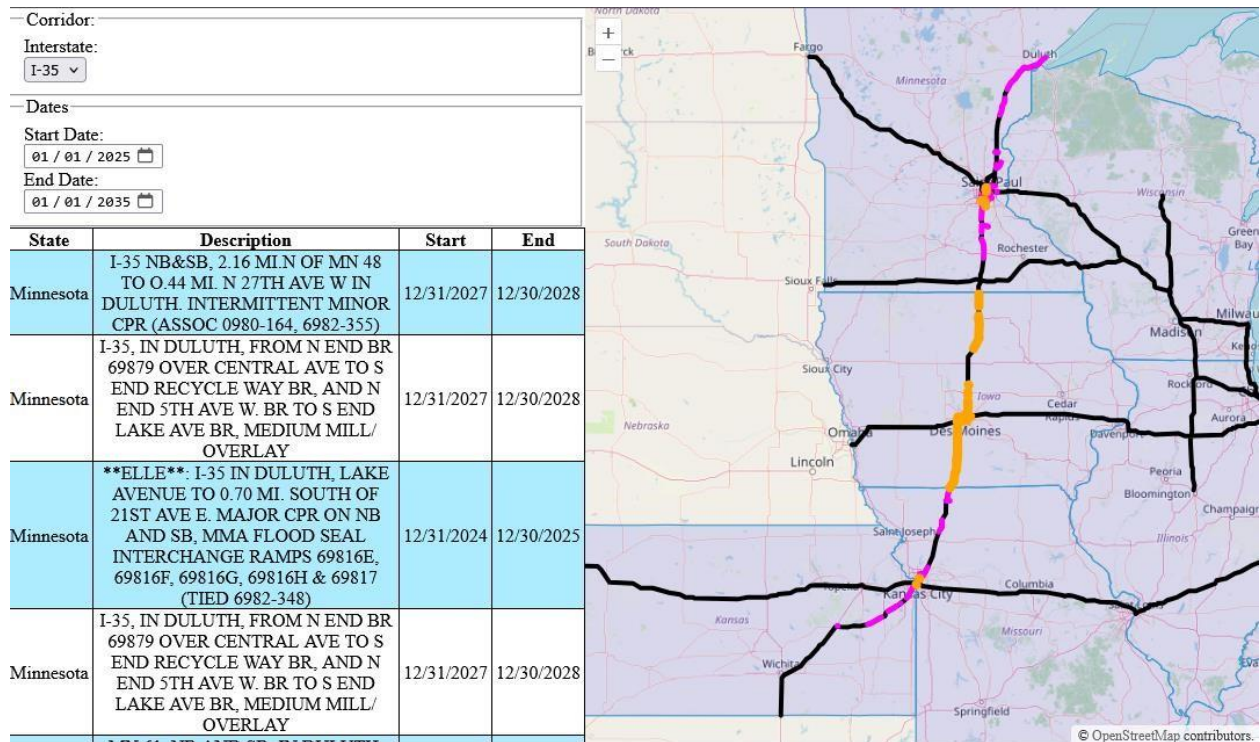 Corridor:
Interstate:
I-35
Dates
Start Date:
01 / 01 / 2025
End Date:
01 / 01 / 2035
State Description Start End
Minnesota
I-35 NB&SB, 2.16 MI.N OF MN 48
TO O.44 MI. N 27TH AVE W IN
DULUTH. INTERMITTENT MINOR
CPR (ASSOC 0980-164, 6982-355)
12/31/2027 12/30/2028
Minnesota
I-35, IN DULUTH, FROM N END BR
69879 OVER CENTRAL AVE TO S
END RECYCLE WAY BR, AND N
END 5TH AVE W. BR TO S END
LAKE AVE BR, MEDIUM MILL/
OVERLAY
12/31/2027 12/30/2028
Minnesota
**ELLE**: I-35 IN DULUTH, LAKE
AVENUE TO 0.70 MI. SOUTH OF
21ST AVE E. MAJOR CPR ON NB
AND SB, MMA FLOOD SEAL
INTERCHANGE RAMPS 69816E,
69816F, 69816G, 69816H & 69817
(TIED 6982-348)
12/31/2024 12/30/2025
Minnesota
I-35, IN DULUTH, FROM N END BR
69879 OVER CENTRAL AVE TO S
END RECYCLE WAY BR, AND N
END 5TH AVE W. BR TO S END
LAKE AVE BR, MEDIUM MILL/
OVERLAY
12/31/2027 12/30/2028
+
–
North Dakota
Fargo
Duluth
Minnesota
Wisconsin
Green
Bay
South Dakota
Rochester
Sioux Falls
Madison
Sioux City
Iowa
Cedar
Rapids
Aurora
Nebraska
Omaha
Des Moines
Davenport
Lincoln
Peoria
Bloomington
Champaign
Saint Joseph
Illinois
Columbia
Kansas City
Kansas
Missouri
Wichita
Springfield
© OpenStreetMap contributors.